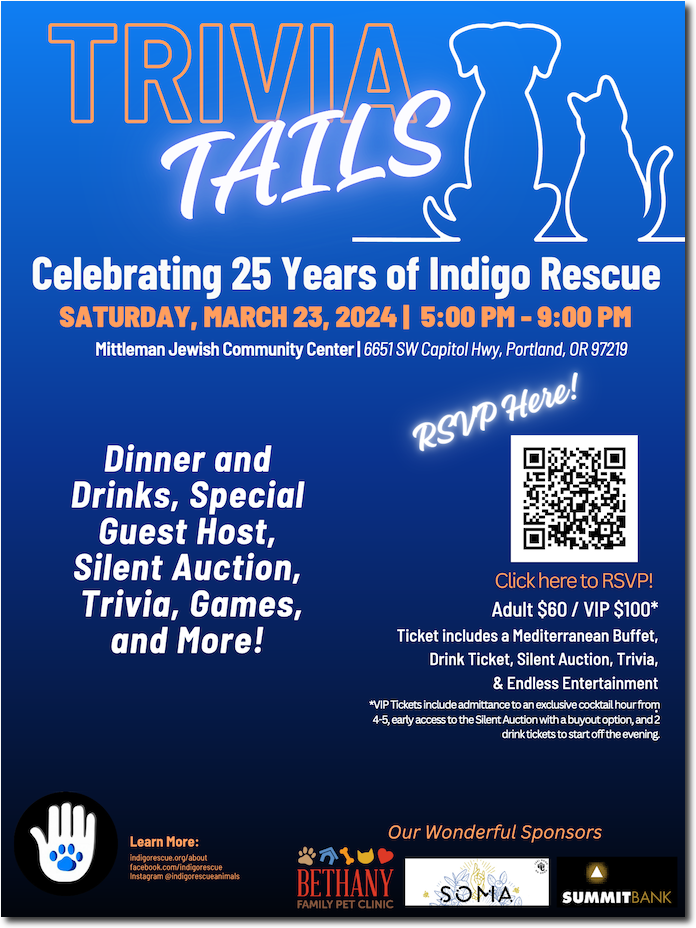 TRIVIA
TAILS
Celebrating 25 Years of Indigo Rescue
SATURDAY, MARCH 23, 2024 | 5:00 PM - 9:00 PM
Mittleman Jewish Community Center | 6651 SW Capitol Hwy, Portland, OR 97219
RSVP Here!
Dinner and
Drinks, Special
Guest Host,
Silent Auction,
Trivia, Games,
and More!
Click here to RSVP!
Adult $60 / VIP $100*
Ticket includes a Mediterranean Buffet,
Drink Ticket, Silent Auction, Trivia,
& Endless Entertainment
*VIP Tickets include admittance to an exclusive cocktail hour from
4-5, early access to the Silent Auction with a buyout option, and 2
drink tickets to start off the evening.
Learn More:
indigorescue.org/about
facebook.com/indigorescue
Instagram @indigorescueanimals
Our Wonderful Sponsors
BETHANY
FAMILY PET CLINIC
SOMA
SUMMITBANK